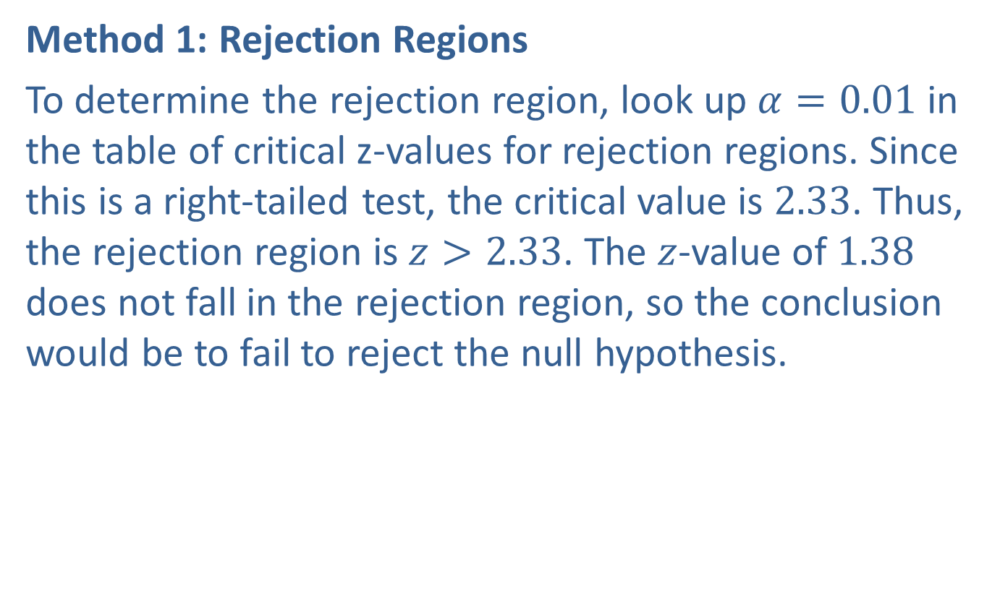 Method 1: Rejection Regions
To determine the rejection region, look up α = 0.01 in
the table of critical z-values for rejection regions. Since
this is a right-tailed test, the critical value is 2.33. Thus,
the rejection region is z > 2.33. The z-value of 1.38
does not fall in the rejection region, so the conclusion
would be to fail to reject the null hypothesis.